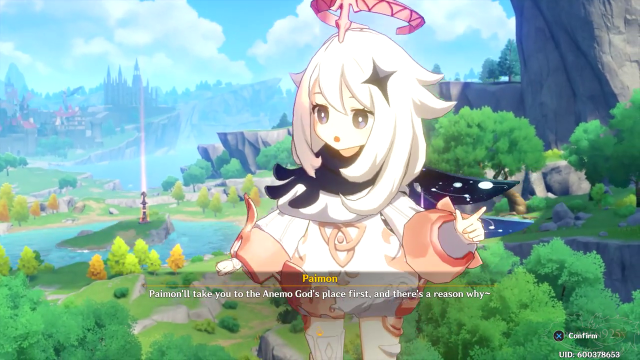 Paimon
Paimon'll take you to the Anemo God's place first, and there's a reason why~
Confirm
UID: 600378653